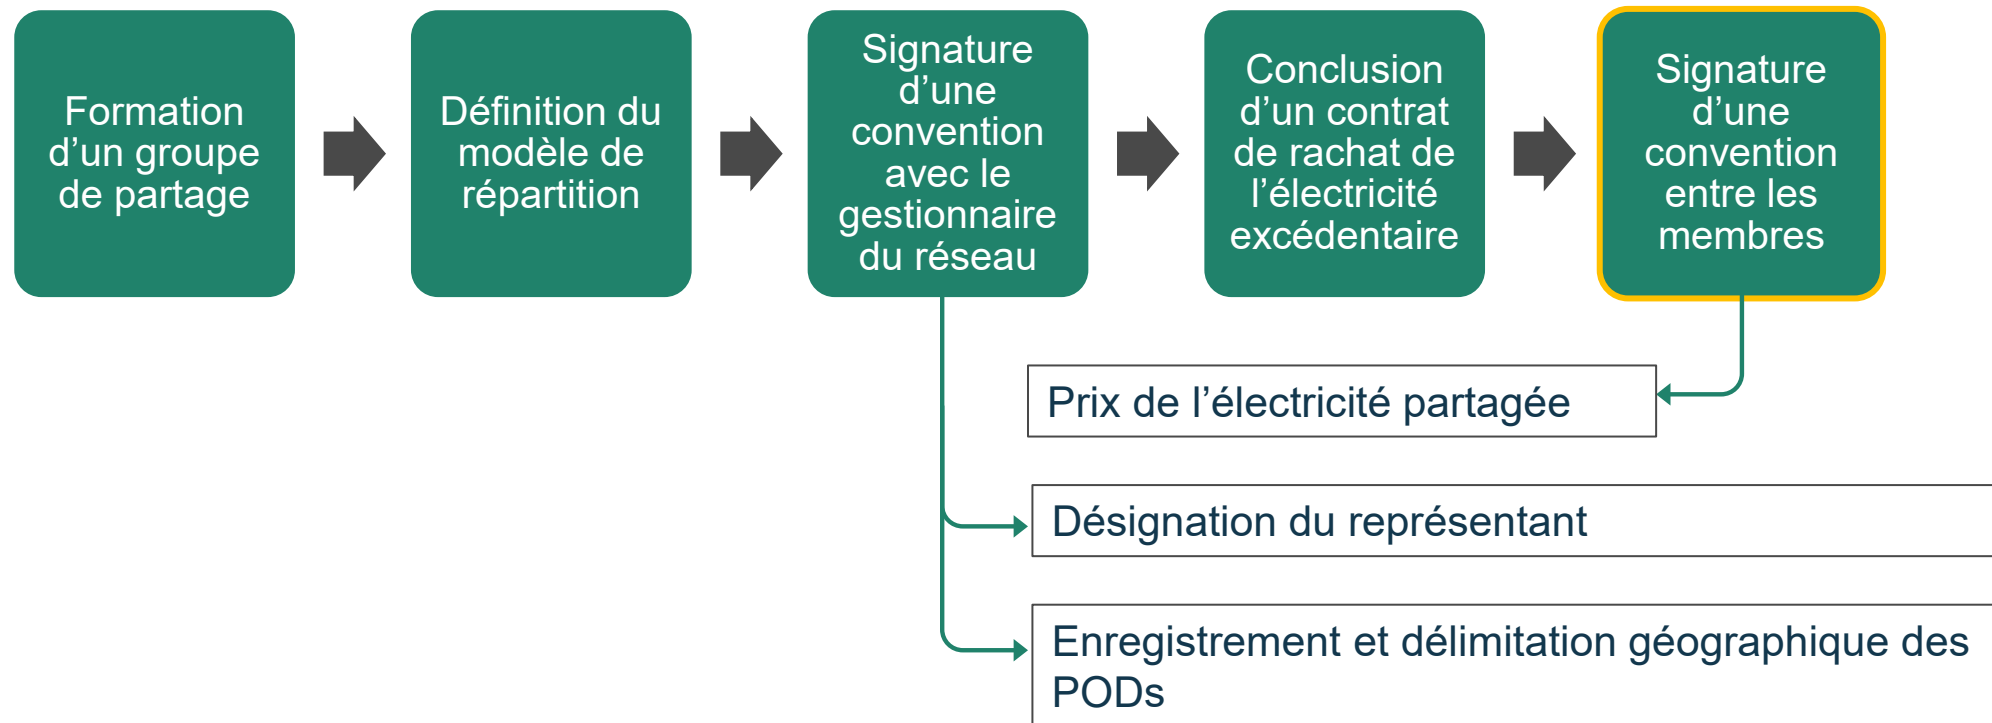 Formation
d’un groupe
de partage
Définition du
modèle de
répartition
Signature
d’une
convention
avec le
gestionnaire
du réseau
Conclusion
d’un contrat
de rachat de
l’électricité
excédentaire
Signature
d’une
convention
entre les
membres
Prix de l’électricité partagée
Désignation du représentant
Enregistrement et délimitation géographique des
PODs